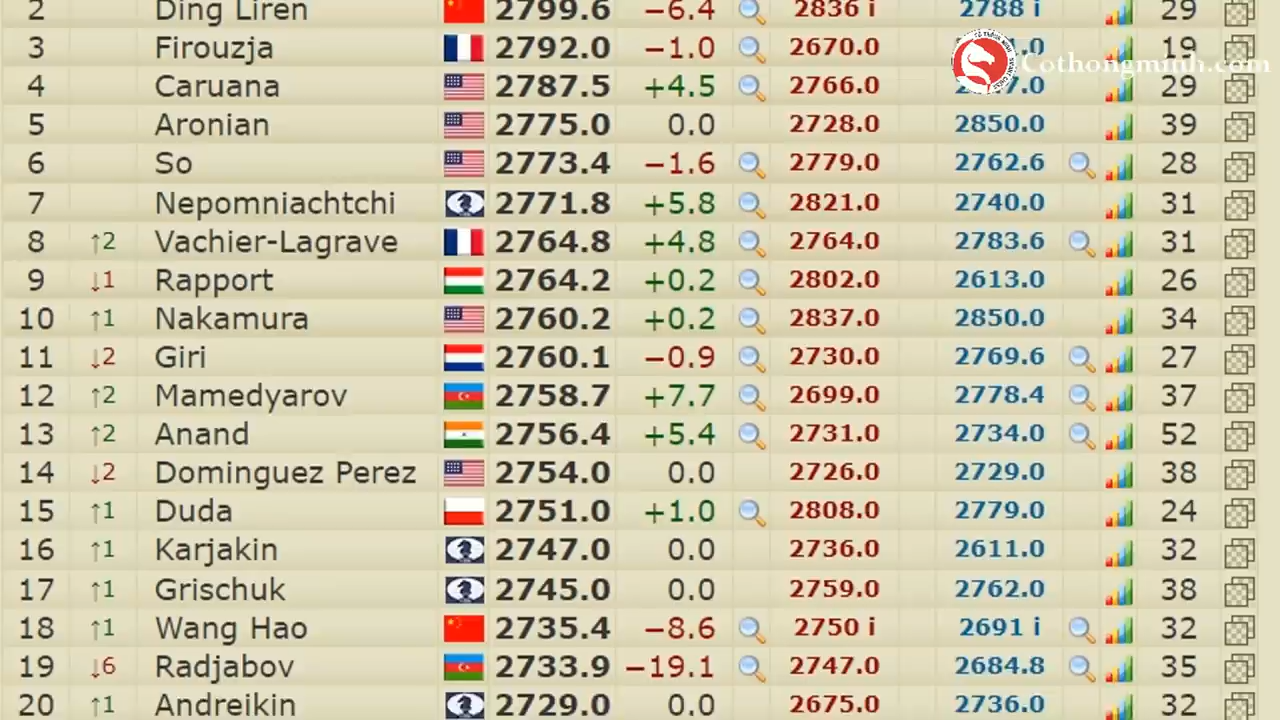 2 Ding Liren 2799.6 −6.4 2836 i 2788 i 29
3 Firouzja 2792.0 −1.0 2670.0 19
4 Caruana 2787.5 +4.5 2766.0 29
Cothongminh.com
5 Aronian 2775.0 0.0 2728.0 2850.0 39
6 So 2773.4 −1.6 2779.0 2762.6 28
7 Nepomniachtchi 2771.8 +5.8 2821.0 2740.0 31
8 ↑2 Vachier-Lagrave 2764.8 +4.8 2764.0 2783.6 31
9 ↓1 Rapport 2764.2 +0.2 2802.0 2613.0 26
10 ↑1 Nakamura 2760.2 +0.2 2837.0 2850.0 34
11 ↓2 Giri 2760.1 −0.9 2730.0 2769.6 27
12 ↑2 Mamedyarov 2758.7 +7.7 2699.0 2778.4 37
13 ↑2 Anand 2756.4 +5.4 2731.0 2734.0 52
14 ↓2 Dominguez Perez 2754.0 0.0 2726.0 2729.0 38
15 ↑1 Duda 2751.0 +1.0 2808.0 2779.0 24
16 ↑1 Karjakin 2747.0 0.0 2736.0 2611.0 32
17 ↑1 Grischuk 2745.0 0.0 2759.0 2762.0 38
18 ↑1 Wang Hao 2735.4 −8.6 2750 i 2691 i 32
19 ↓6 Radjabov 2733.9 −19.1 2747.0 2684.8 35
20 ↑1 Andreikin 2729.0 0.0 2675.0 2736.0 32